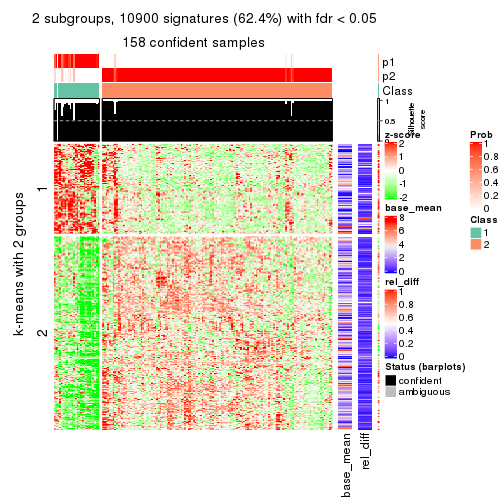 2 subgroups, 10900 signatures (62.4%) with fdr < 0.05
158 confident samples
p1
p2
Class
1
0.5
0
Silhouette
score
k-means with 2 groups
1
2
z-score
2
1
0
-1
-2
base_mean
8
6
4
2
0
rel_diff
1
0.8
0.6
0.4
0.2
0
Status (barplots)
confident
ambiguous
Prob
1
0.8
0.6
0.4
0.2
0
Class
1
2
base_mean
rel_diff